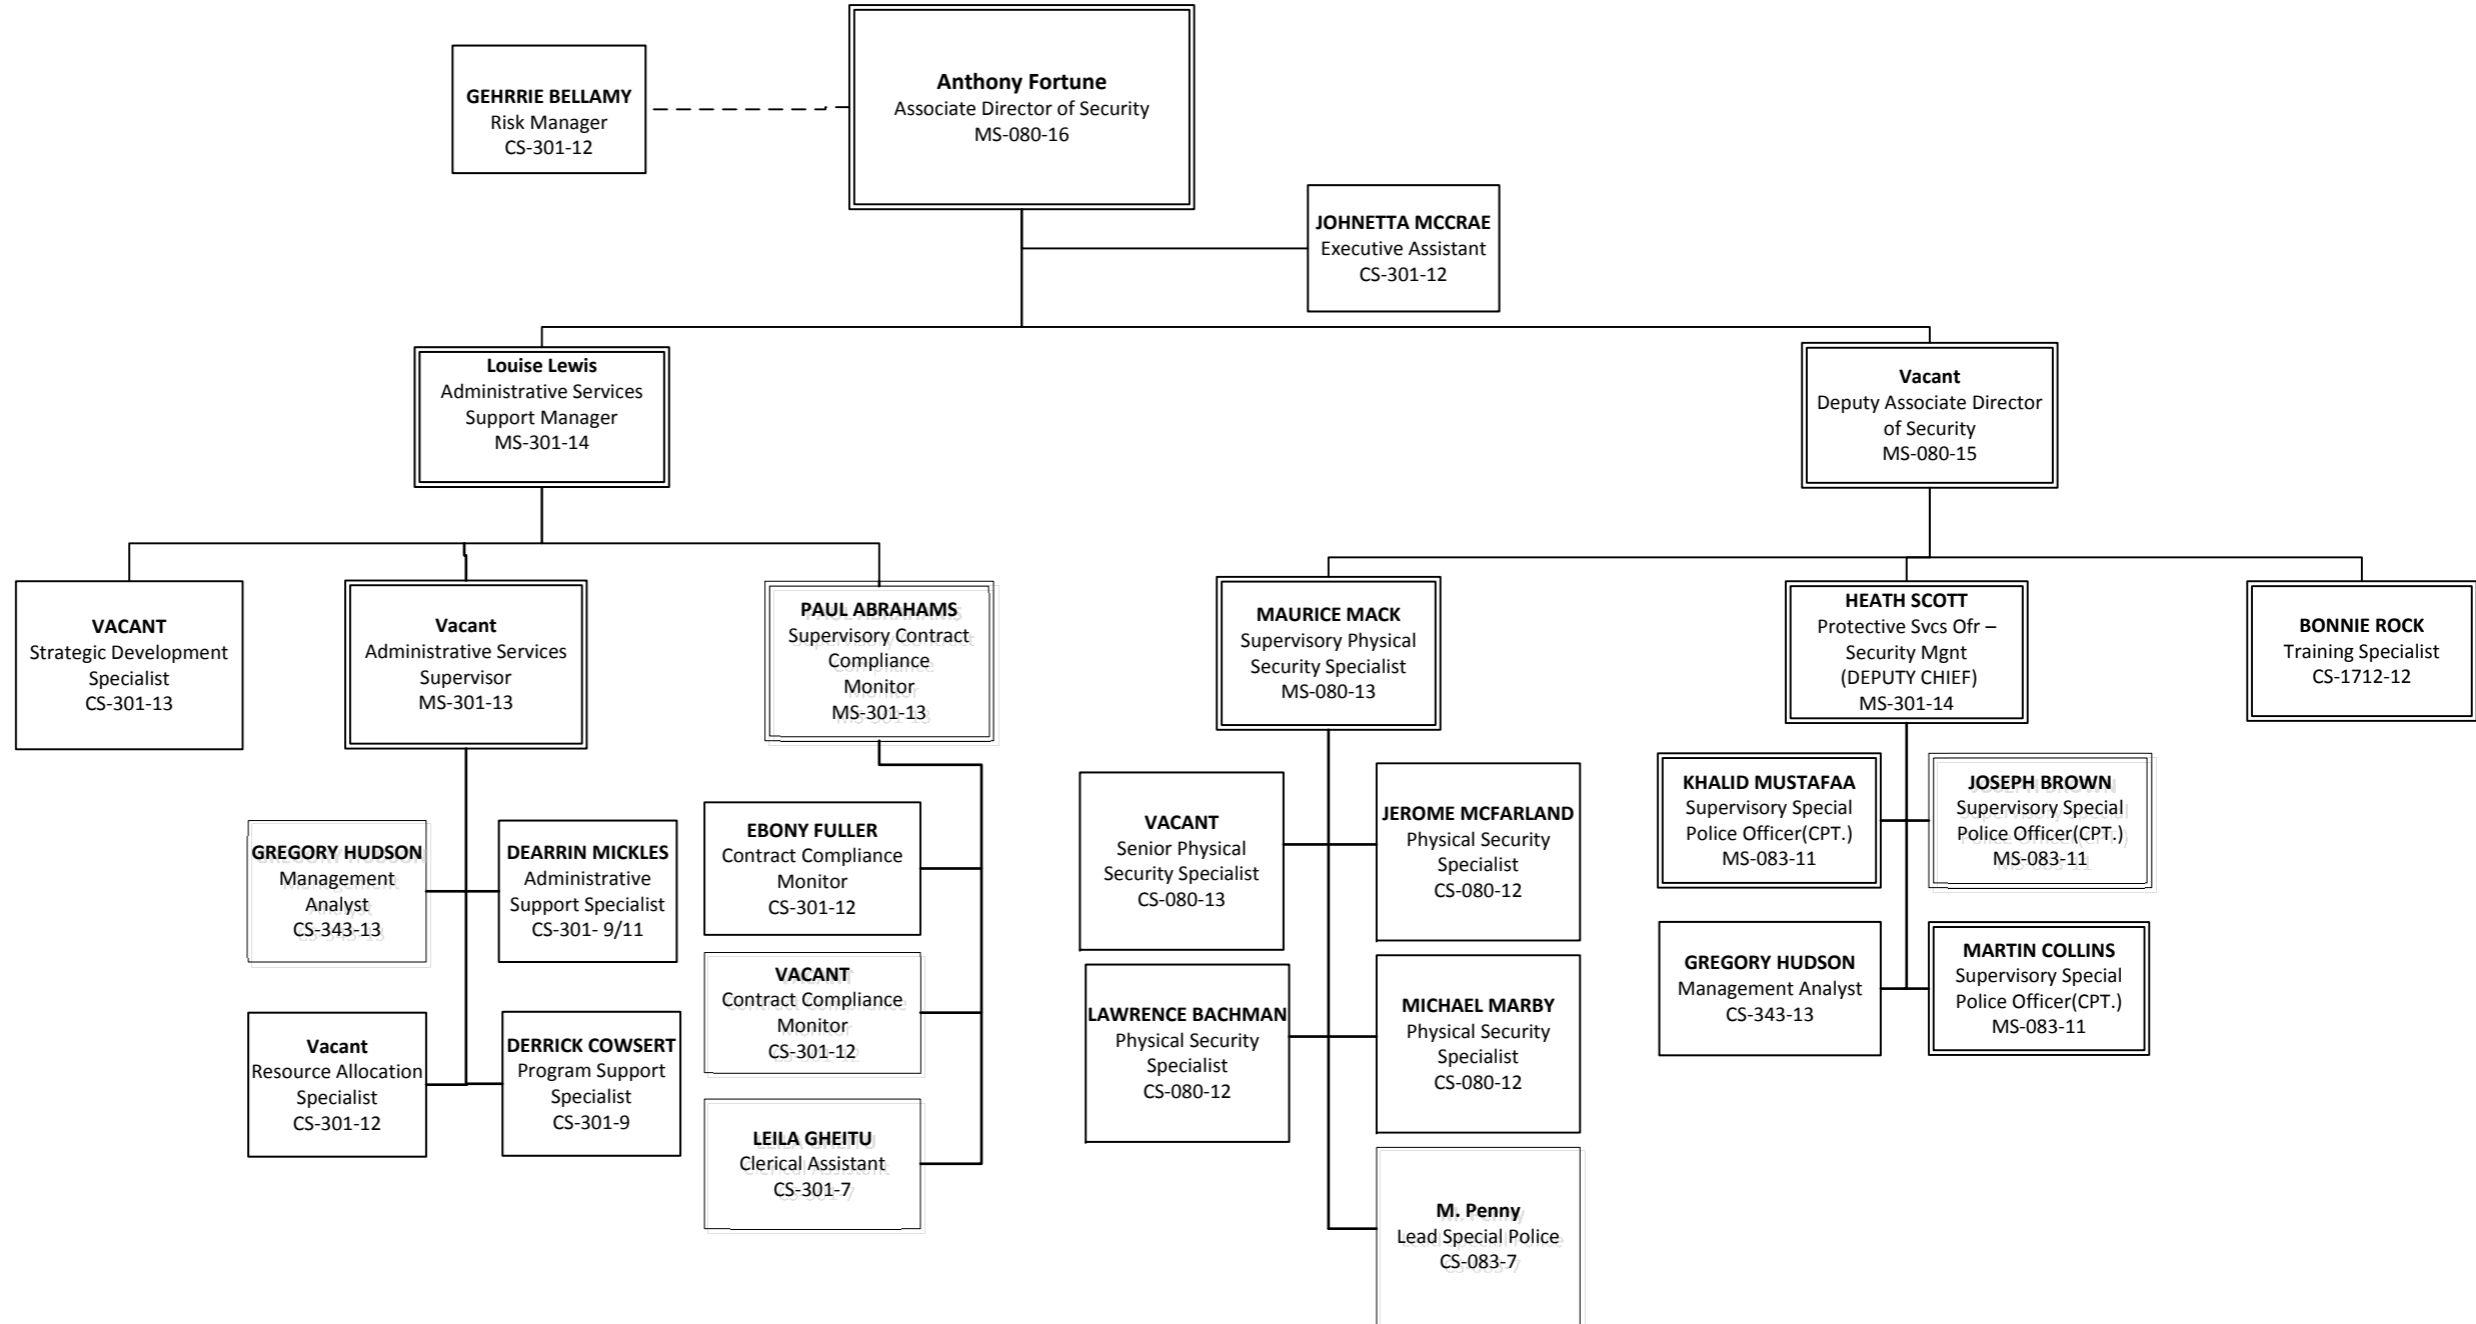 GEHRRIE BELLAMY
Risk Manager
CS-301-12
Anthony Fortune
Associate Director of Security
MS-080-16
JOHNETTA MCCRAE
Executive Assistant
CS-301-12
Louise Lewis
Administrative Services
Support Manager
MS-301-14
Vacant
Deputy Associate Director
of Security
MS-080-15
VACANT
Strategic Development
Specialist
CS-301-13
Vacant
Administrative Services
Supervisor
MS-301-13
PAUL ABRAHAMS
Supervisory Contract
Compliance
Monitor
MS-301-13
MAURICE MACK
Supervisory Physical
Security Specialist
MS-080-13
HEATH SCOTT
Protective Svcs Ofr –
Security Mgnt
(DEPUTY CHIEF)
MS-301-14
BONNIE ROCK
Training Specialist
CS-1712-12
GREGORY HUDSON
Management
Analyst
CS-343-13
DEARRIN MICKLES
Administrative
Support Specialist
CS-301- 9/11
Vacant
Resource Allocation
Specialist
CS-301-12
DERRICK COWSERT
Program Support
Specialist
CS-301-9
EBONY FULLER
Contract Compliance
Monitor
CS-301-12
VACANT
Contract Compliance
Monitor
CS-301-12
LEILA GHEITU
Clerical Assistant
CS-301-7
VACANT
Senior Physical
Security Specialist
CS-080-13
JEROME MCFARLAND
Physical Security
Specialist
CS-080-12
LAWRENCE BACHMAN
Physical Security
Specialist
CS-080-12
MICHAEL MARBY
Physical Security
Specialist
CS-080-12
M. Penny
Lead Special Police
CS-083-7
KHALID MUSTAFAA
Supervisory Special
Police Officer(CPT.)
MS-083-11
JOSEPH BROWN
Supervisory Special
Police Officer(CPT.)
MS-083-11
GREGORY HUDSON
Management Analyst
CS-343-13
MARTIN COLLINS
Supervisory Special
Police Officer(CPT.)
MS-083-11